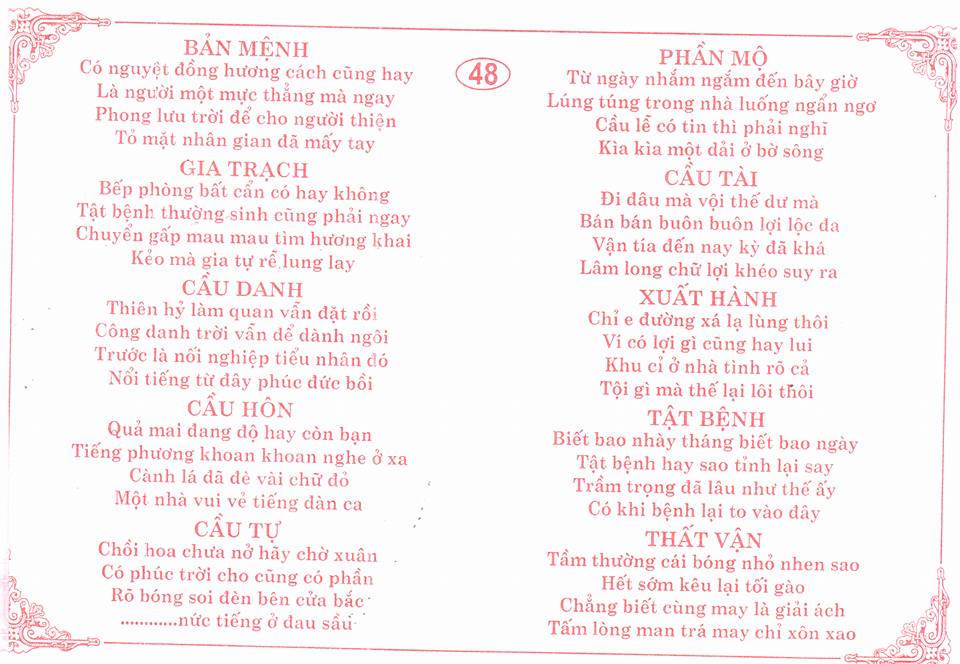 BẢN MỆNH
Có nguyệt đồng hương cách cũng hay
Là người một mực thẳng mà ngay
Phong lưu trời để cho người thiện
Tỏ mặt nhân gian đã mấy tay
GIA TRẠCH
Bếp phòng bất cẩn có hay không
Tật bệnh thường sinh cũng phải ngay
Chuyển gấp mau mau tìm hương khai
Kẻo mà gia tự rễ lung lay
CẦU DANH
Thiên hỷ làm quan vẫn đặt rồi
Công danh trời vẫn để dành ngôi
Trước là nối nghiệp tiểu nhân đó
Nổi tiếng từ đây phúc đức bồi
CẦU HÔN
Quả mai đang độ hay còn bạn
Tiếng phương khoan khoan nghe ở xa
Cành lá đã đè vài chữ đỏ
Một nhà vui vẻ tiếng đàn ca
CẦU TỰ
Chồi hoa chưa nở hãy chờ xuân
Có phúc trời cho cũng có phần
Rõ bóng soi đèn bên cửa bắc
............nức tiếng ở đau sầu
48
PHẦN MỘ
Từ ngày nhắm ngắm đến bây giờ
Lúng túng trong nhà luống ngẩn ngơ
Cầu lễ có tin thì phải nghĩ
Kìa kìa một dải ở bờ sông
CẦU TÀI
Đi đâu mà vội thế dư mà
Bán bán buôn buôn lợi lộc đa
Vận tía đến nay kỳ đã khá
Lâm long chữ lợi khéo suy ra
XUẤT HÀNH
Chỉ e đường xá lạ lùng thôi
Ví có lợi gì cũng hay lui
Khu cỉ ở nhà tình rõ cả
Tội gì mà thế lại lôi thôi
TẬT BỆNH
Biết bao nhày tháng biết bao ngày
Tật bệnh hay sao tỉnh lại say
Trầm trọng đã lâu như thế ấy
Có khi bệnh lại to vào đây
THẤT VẬN
Tầm thường cái bóng nhỏ nhen sao
Hết sớm kêu lại tối gào
Chẳng biết cùng may là giải ách
Tấm lòng man trá may chỉ xôn xao